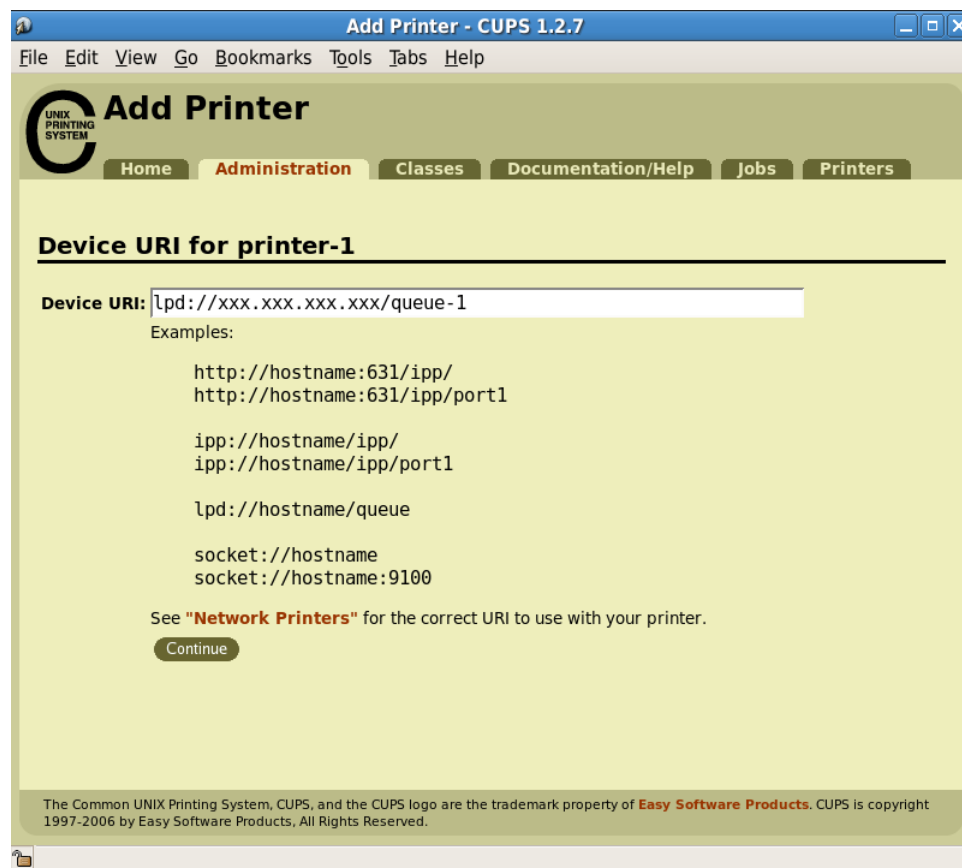 Add Printer - CUPS 1.2.7
File Edit View Go Bookmarks Tools Tabs Help
UNIX
PRINTING
SYSTEM
Add Printer
Home Administration Classes Documentation/Help Jobs Printers
Device URI for printer-1
Device URI: lpd://xxx.xxx.xxx.xxx/queue-1
Examples:
http://hostname:631/ipp/
http://hostname:631/ipp/port1
ipp://hostname/ipp/
ipp://hostname/ipp/port1
lpd://hostname/queue
socket://hostname
socket://hostname:9100
See "Network Printers" for the correct URI to use with your printer.
Continue
The Common UNIX Printing System, CUPS, and the CUPS logo are the trademark property of Easy Software Products. CUPS is copyright
1997-2006 by Easy Software Products, All Rights Reserved.